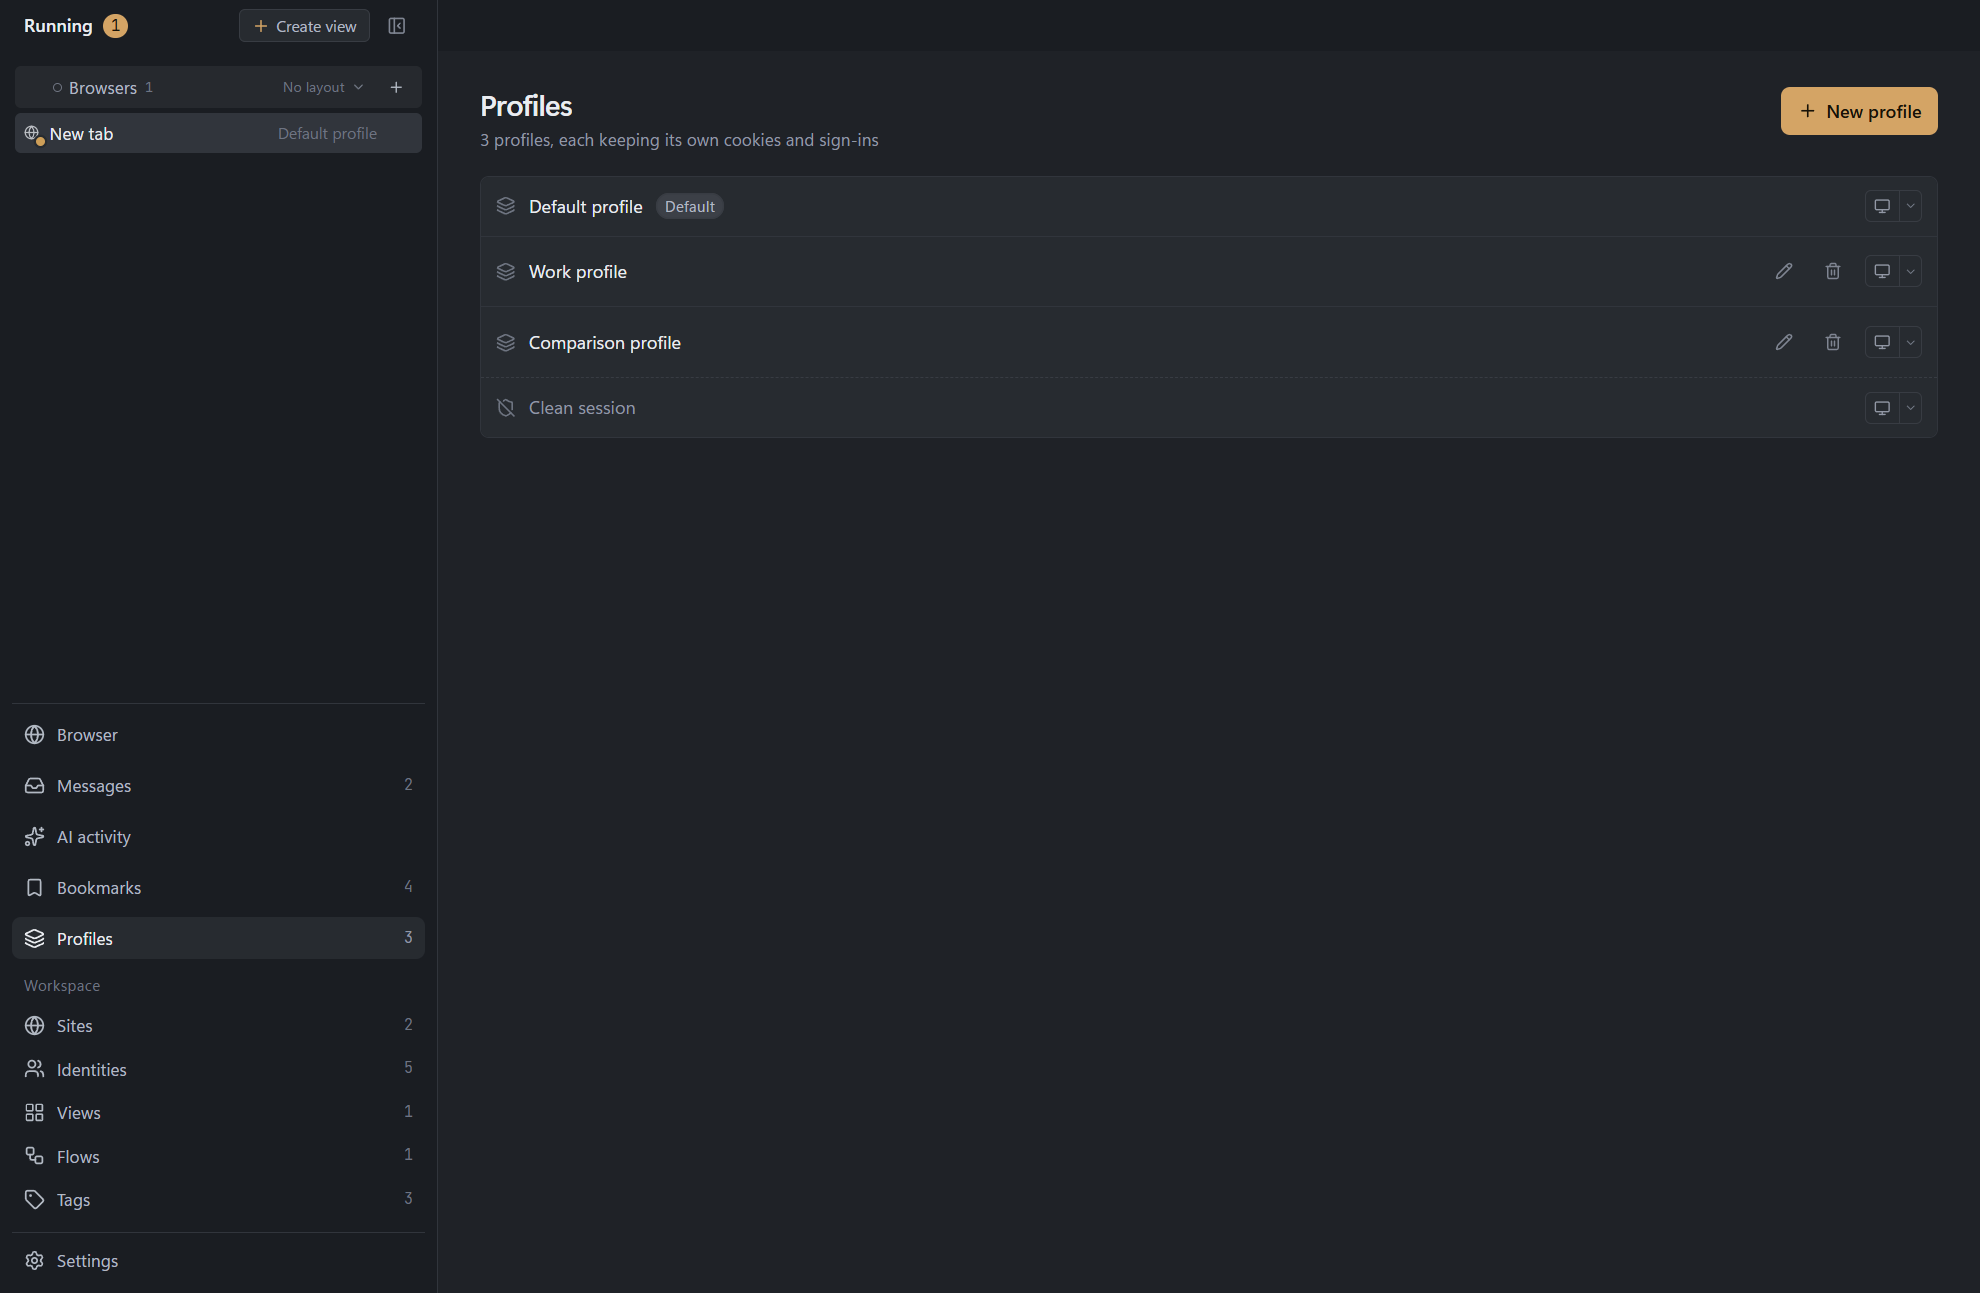 Running 1
Create view
Browsers 1
No layout
New tab
Default profile
Browser
Messages 2
AI activity
Bookmarks 4
Profiles 3
Workspace
Sites 2
Identities 5
Views 1
Flows 1
Tags 3
Settings
Profiles
3 profiles, each keeping its own cookies and sign-ins
New profile
Default profile Default
Work profile
Comparison profile
Clean session